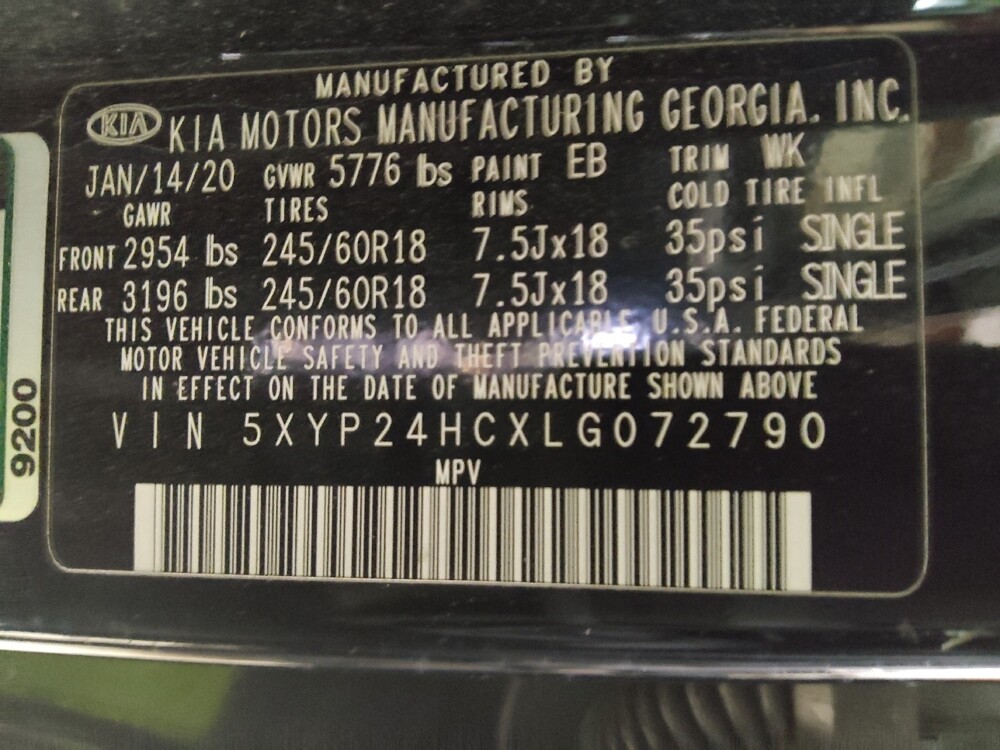 MANUFACTURED BY
KIA KIA MOTORS MANUFACTURING GEORGIA. INC.
JAN/14/20 GVWR 5776 lbs PAINT EB TRIM WK
GAWR TIRES RIMS COLD TIRE INFL
FRONT 2954 lbs 245/60R18 7.5Jx18 35psi SINGLE
REAR 3196 lbs 245/60R18 7.5Jx18 35psi SINGLE
THIS VEHICLE CONFORMS TO ALL APPLICABLE U.S.A. FEDERAL
MOTOR VEHICLE SAFETY AND THEFT PREVENTION STANDARDS
IN EFFECT ON THE DATE OF MANUFACTURE SHOWN ABOVE
VIN 5XYP24HCXLG072790
MPV
9200